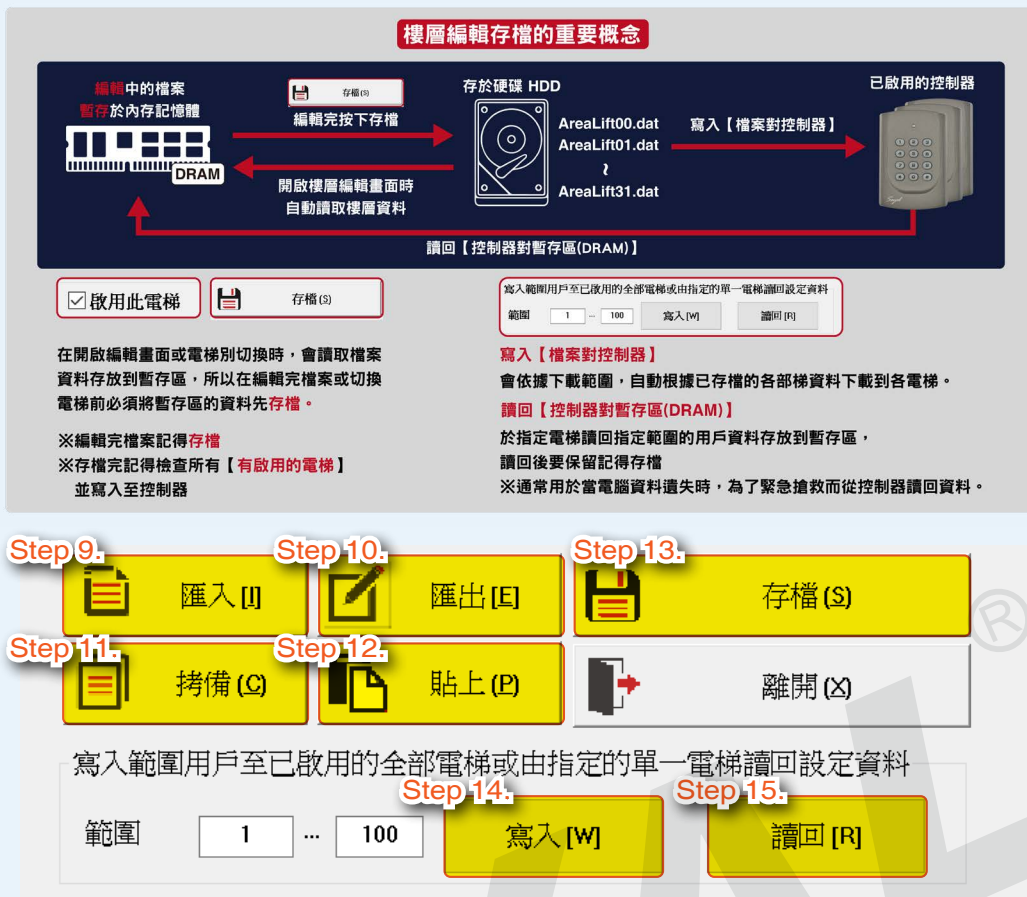 樓層編輯存檔的重要概念
編輯中的檔案
暫存於內存記憶體
DRAM
存檔(S)
編輯完按下存檔
開啟樓層編輯畫面時
自動讀取樓層資料
存於硬碟 HDD
AreaLift00.dat
AreaLift01.dat
~
AreaLift31.dat
寫入【檔案對控制器】
已啟用的控制器
讀回【控制器對暫存區(DRAM)】
啟用此電梯
存檔(S)
在開啟編輯畫面或電梯別切換時，會讀取檔案
資料存放到暫存區，所以在編輯完檔案或切換
電梯前必須將暫存區的資料先存檔。
※編輯完檔案記得存檔
※存檔完記得檢查所有【有啟用的電梯】
並寫入至控制器
寫入範圍用戶至已啟用的全部電梯或由指定的單一電梯讀回設定資料
範圍 1 ... 100 寫入[W] 讀回[R]
寫入【檔案對控制器】
會依據下載範圍，自動根據已存檔的各部梯資料下載到各電梯。
讀回【控制器對暫存區(DRAM)】
於指定電梯讀回指定範圍的用戶資料存放到暫存區，
讀回後要保留記得存檔
※通常用於當電腦資料遺失時，為了緊急搶救而從控制器讀回資料。
Step 9. Step 10. Step 13.
匯入[I] 匯出[E] 存檔(S)
Step 11. Step 12.
拷備(C) 貼上(P) 離開(X)
寫入範圍用戶至已啟用的全部電梯或由指定的單一電梯讀回設定資料
Step 14. Step 15.
範圍 1 ... 100 寫入[W] 讀回[R]
®